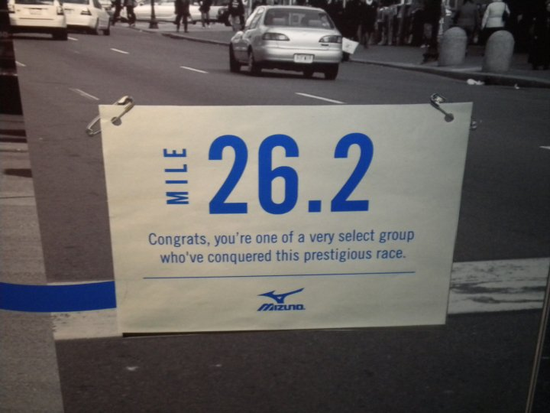 MILE
26.2
Congrats, you're one of a very select group
who've conquered this prestigious race.
MIZUNO